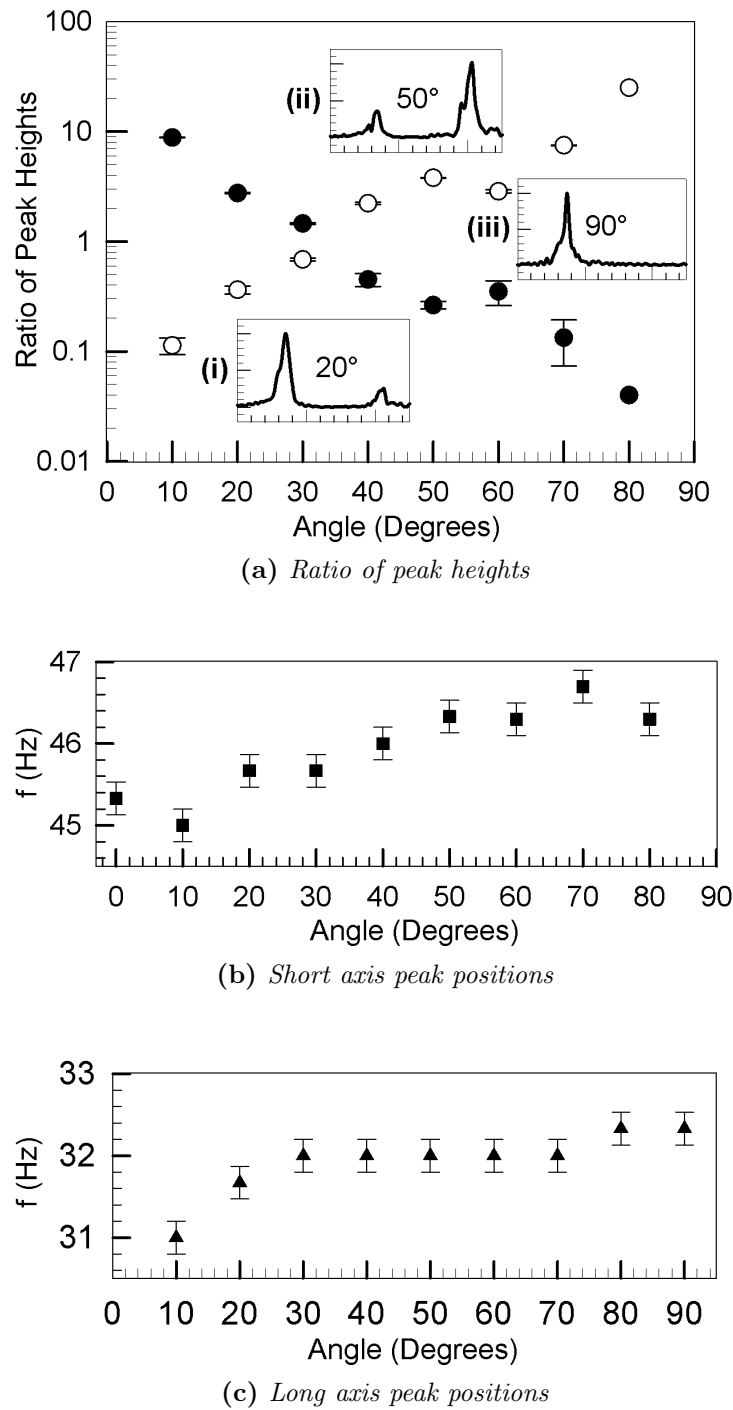 100
10
1
0.1
0.01
Ratio of Peak Heights
(ii)
50°
(iii)
90°
(i)
20°
0 10 20 30 40 50 60 70 80 90
Angle (Degrees)
(a) Ratio of peak heights
47
46
45
f (Hz)
0 10 20 30 40 50 60 70 80 90
Angle (Degrees)
(b) Short axis peak positions
33
32
31
f (Hz)
0 10 20 30 40 50 60 70 80 90
Angle (Degrees)
(c) Long axis peak positions